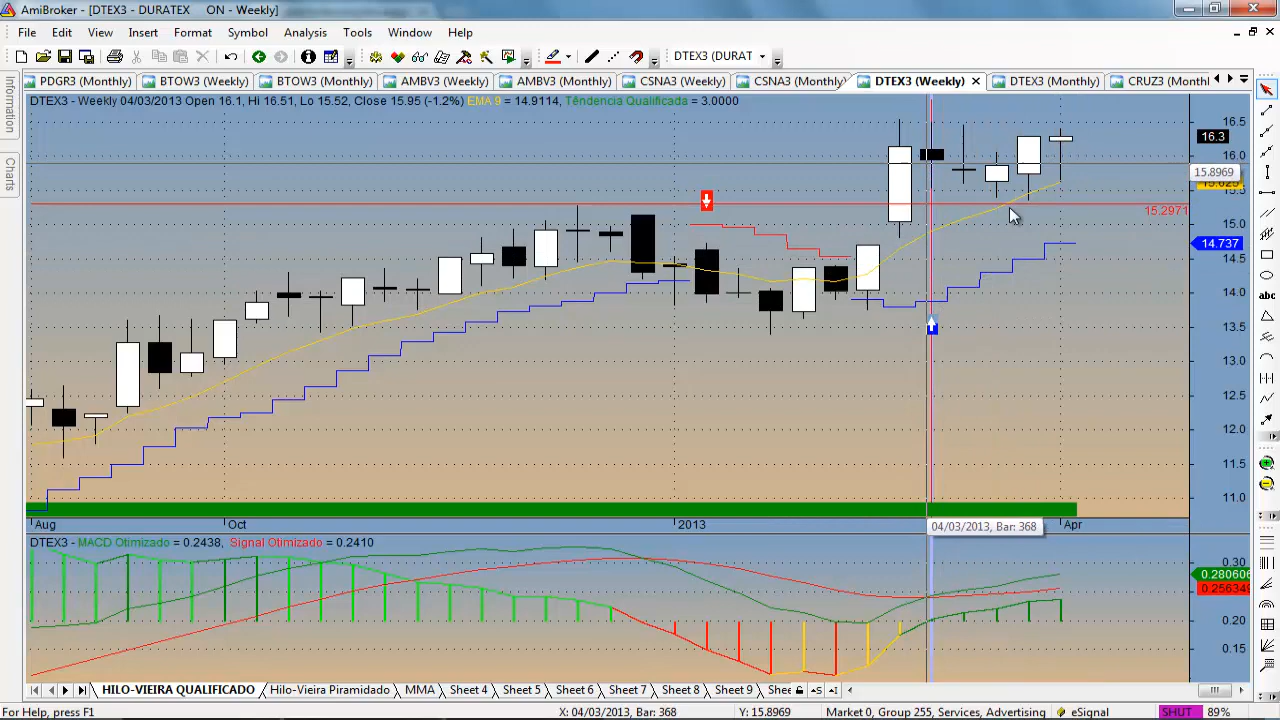 AmiBroker - [DTEX3 - DURATEX ON - Weekly]
File Edit View Insert Format Symbol Analysis Tools Window Help
DTEX3 (DURAT
PDGR3 (Monthly) BTOW3 (Weekly) BTOW3 (Monthly) AMBV3 (Weekly) AMBV3 (Monthly) CSNA3 (Weekly) CSNA3 (Monthly) DTEX3 (Weekly) DTEX3 (Monthly) CRUZ3 (Monthl
Information
Charts
DTEX3 - Weekly 04/03/2013 Open 16.1, Hi 16.51, Lo 15.52, Close 15.95 (-1.2%) EMA 9 = 14.9114, Têndencia Qualificada = 3.0000
16.5
16.3
16.0
15.8969
15.5
15.2971
15.0
14.737
14.5
14.0
13.5
13.0
12.5
12.0
11.5
11.0
abc
Aug Oct 2013 Apr
04/03/2013, Bar: 368
DTEX3 - MACD Otimizado = 0.2438, Signal Otimizado = 0.2410
0.30
0.280606
0.256349
0.20
0.15
HILO-VIEIRA QUALIFICADO Hilo-Vieira Piramidado MMA Sheet 4 Sheet 5 Sheet 6 Sheet 7 Sheet 8 Sheet 9 Shee
For Help, press F1 X: 04/03/2013, Bar: 368 Y: 15.8969 Market 0, Group 255, Services, Advertising eSignal SHUT 89%